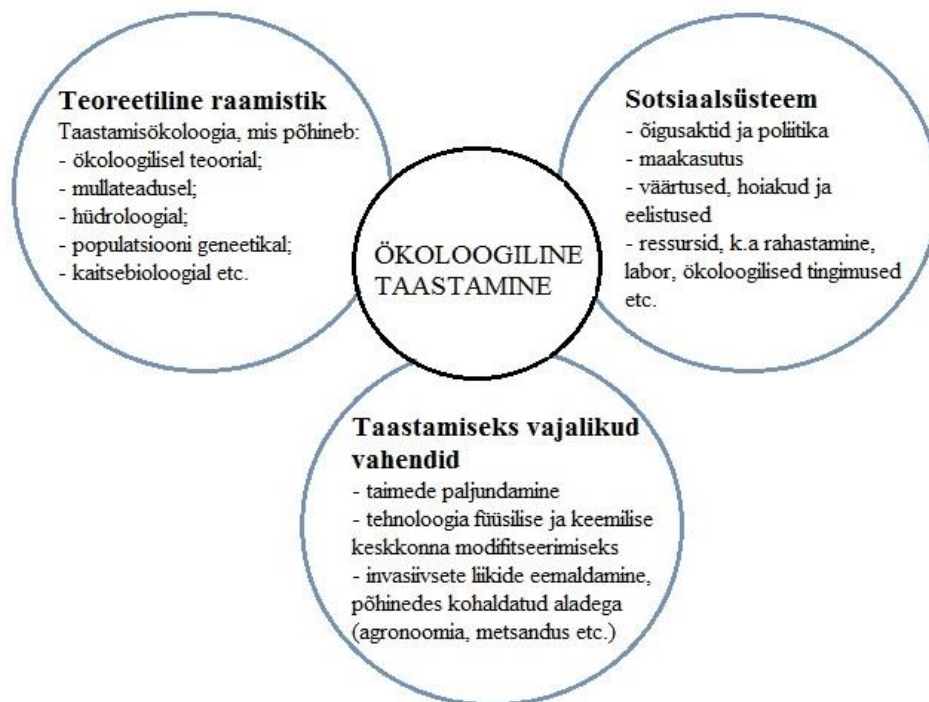 Teoreetiline raamistik
Taastamisökoloogia, mis põhineb:
- ökoloogilisel teoorial;
- mullateadusel;
- hüdroloogial;
- populatsiooni geneetikal;
- kaitsebioloogial etc.
Sotsiaalsüsteem
- õigusaktid ja poliitika
- maakasutus
- väärtused, hoiakud ja
eelistused
- ressursid, k.a rahastamine,
labor, ökoloogilised tingimused
etc.
ÖKOLOOGILINE
TAASTAMINE
Taastamiseks vajalikud
vahendid
- taimede paljundamine
- tehnoloogia füüsilise ja keemilise
keskkonna modifitseerimiseks
- invasiivsete liikide eemaldamine,
põhinedes kohaldatud aladega
(agronoomia, metsandus etc.)